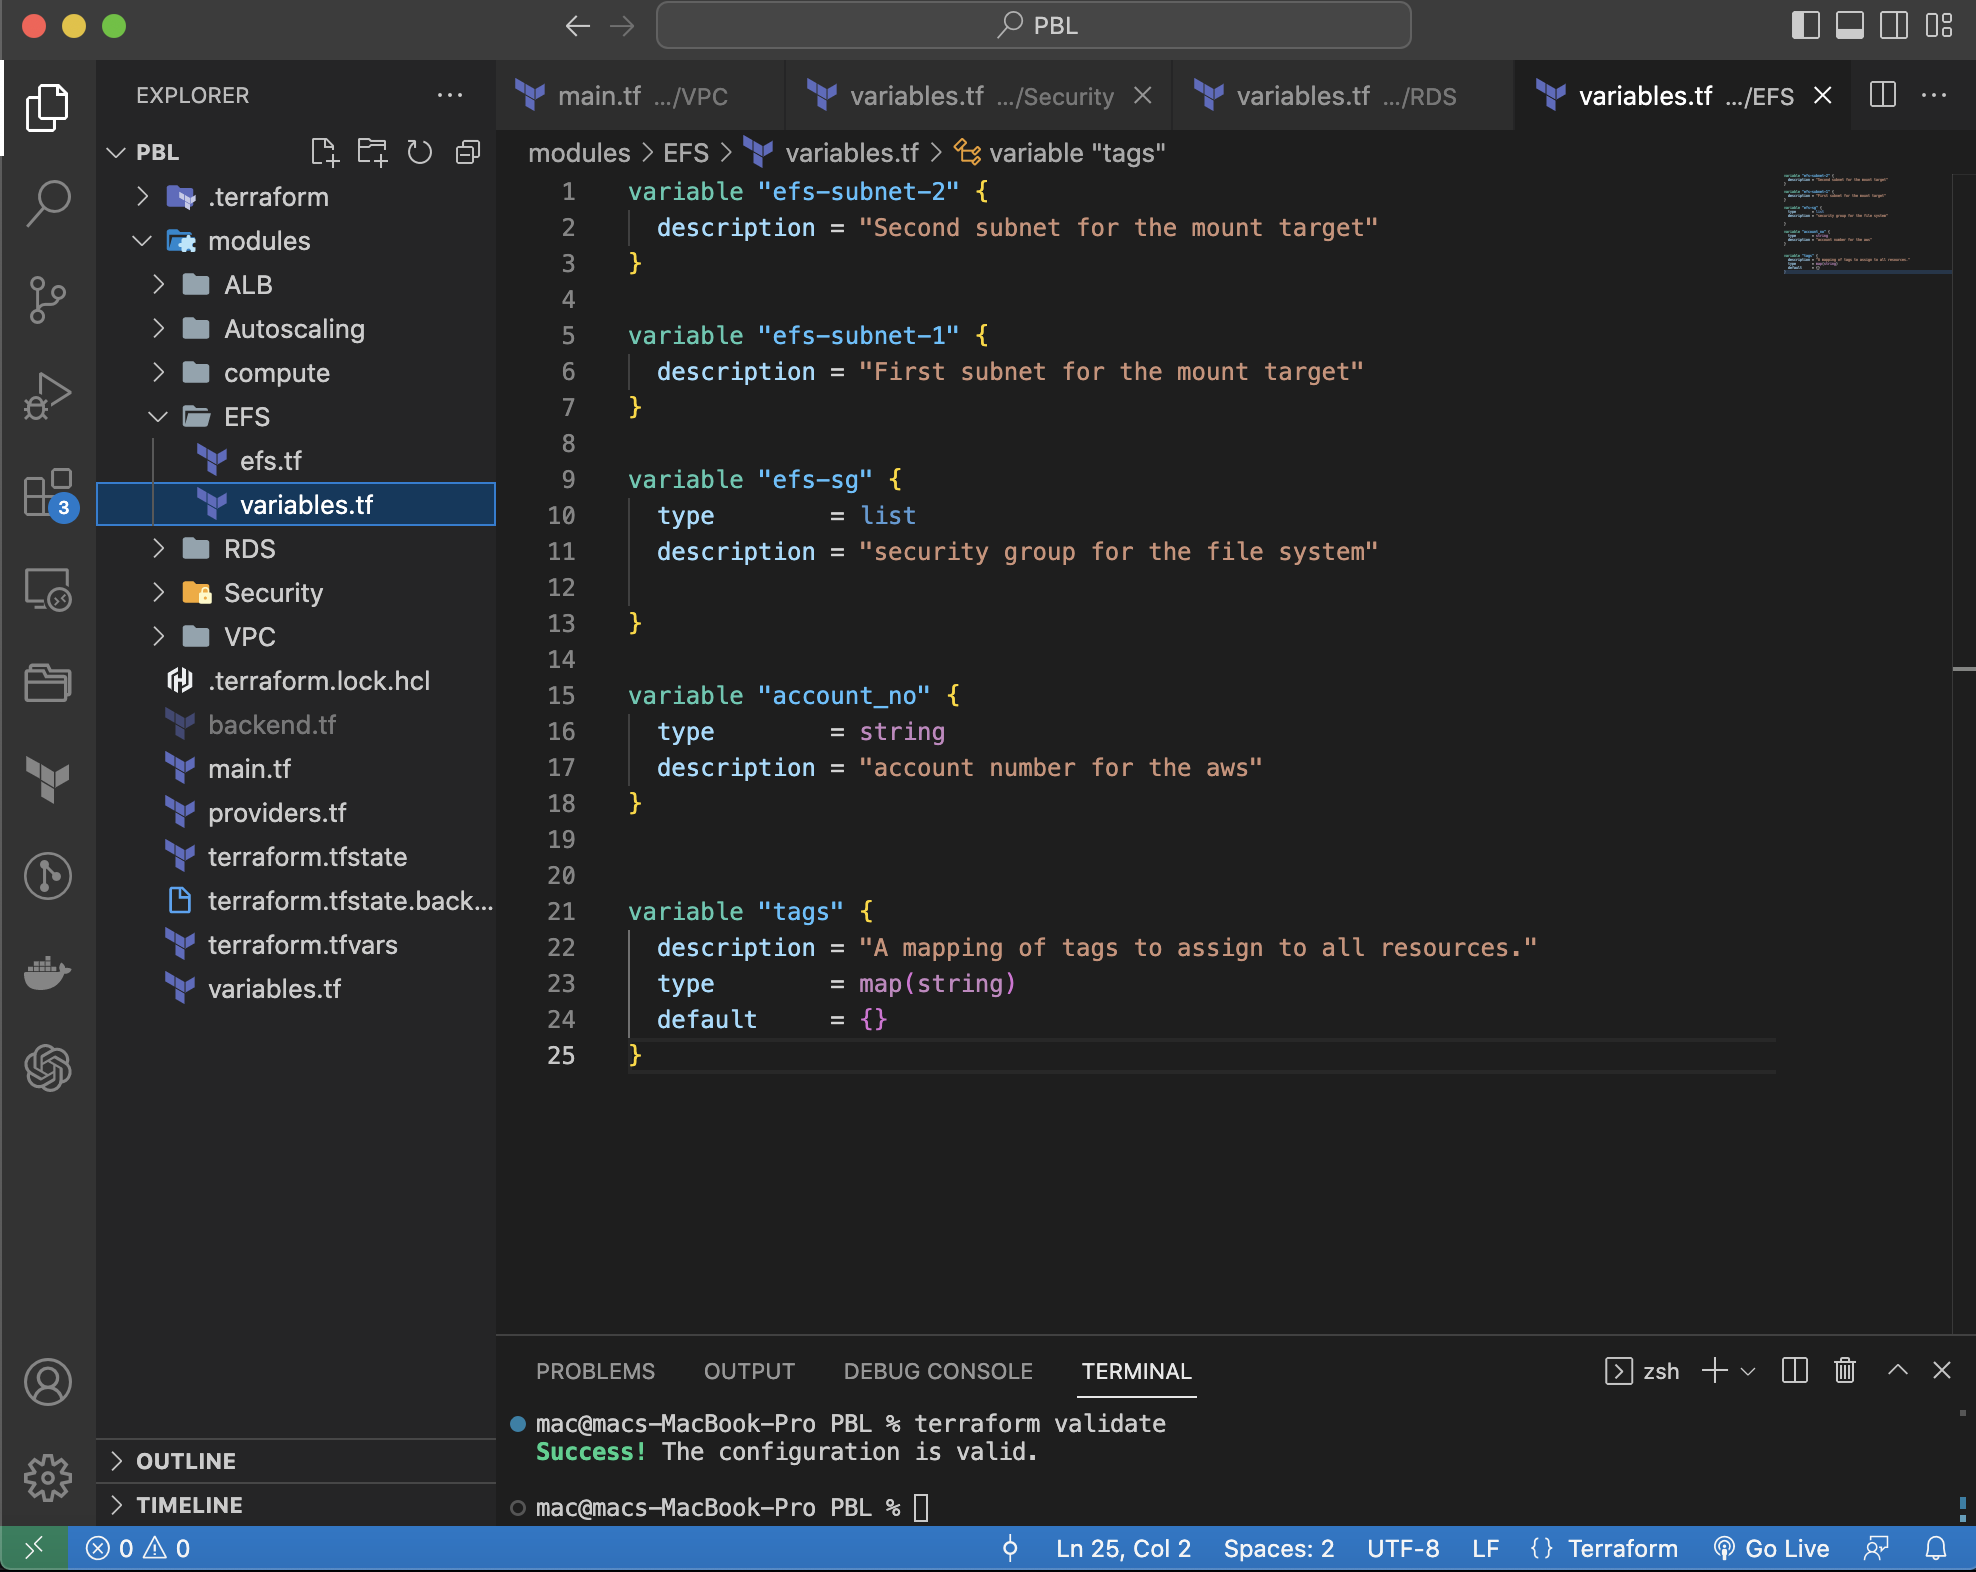 PBL
EXPLORER
PBL
.terraform
modules
ALB
Autoscaling
compute
EFS
efs.tf
variables.tf
RDS
Security
VPC
.terraform.lock.hcl
backend.tf
main.tf
providers.tf
terraform.tfstate
terraform.tfstate.back...
terraform.tfvars
variables.tf
OUTLINE
TIMELINE
3
main.tf .../VPC
variables.tf .../Security
variables.tf .../RDS
variables.tf .../EFS
modules > EFS > variables.tf > variable "tags"
1 variable "efs-subnet-2" {
2 description = "Second subnet for the mount target"
3 }
4
5 variable "efs-subnet-1" {
6 description = "First subnet for the mount target"
7 }
8
9 variable "efs-sg" {
10 type = list
11 description = "security group for the file system"
12
13 }
14
15 variable "account_no" {
16 type = string
17 description = "account number for the aws"
18 }
19
20
21 variable "tags" {
22 description = "A mapping of tags to assign to all resources."
23 type = map(string)
24 default = {}
25 }
PROBLEMS OUTPUT DEBUG CONSOLE TERMINAL zsh
mac@macs-MacBook-Pro PBL % terraform validate
Success! The configuration is valid.
mac@macs-MacBook-Pro PBL %
0 0 Ln 25, Col 2 Spaces: 2 UTF-8 LF {} Terraform Go Live